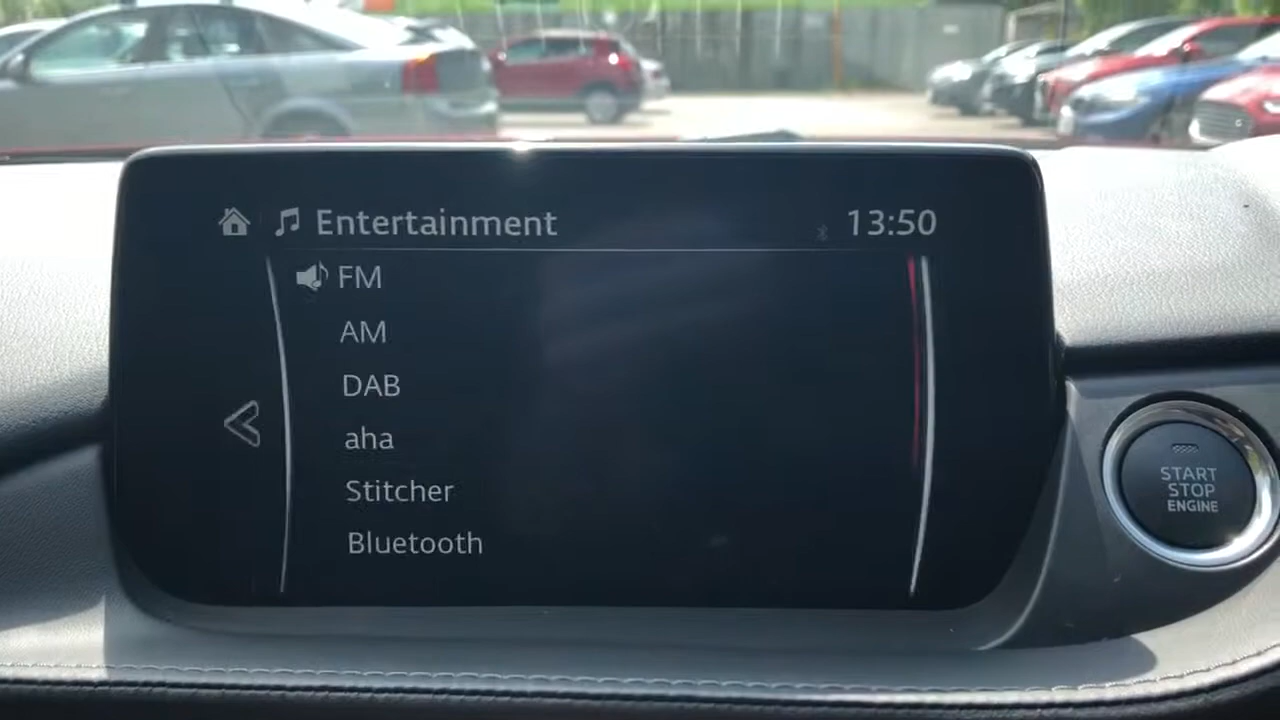 Entertainment 13:50
FM
AM
DAB
aha
Stitcher
Bluetooth
START
STOP
ENGINE